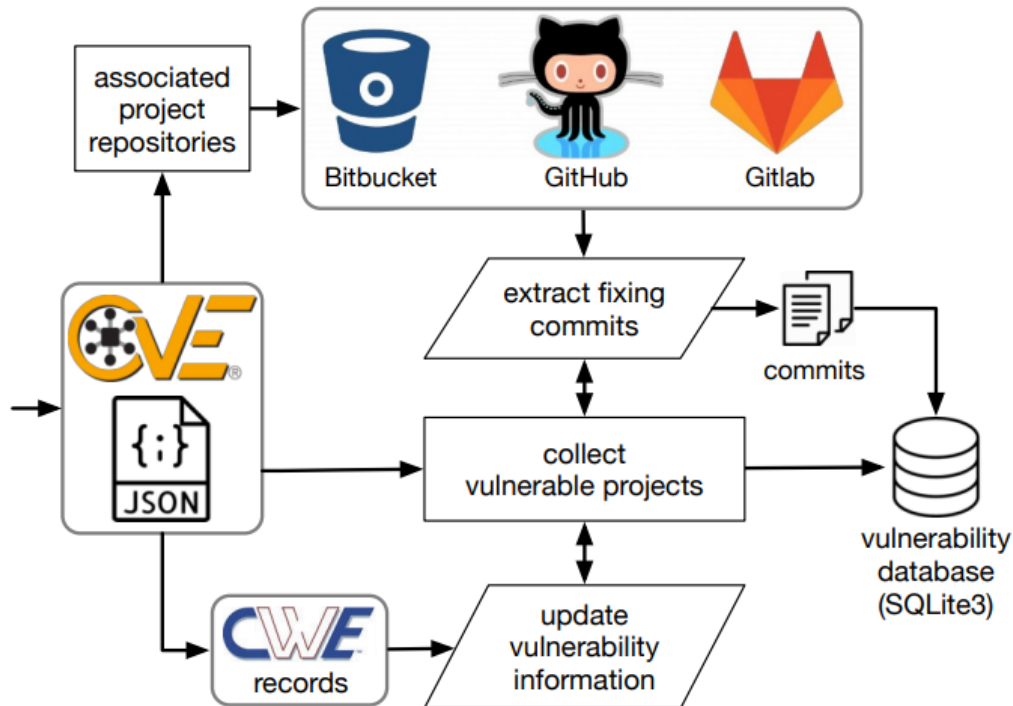 associated
project
repositories
Bitbucket
GitHub
Gitlab
CVE®
{;}
JSON
extract fixing
commits
commits
collect
vulnerable projects
vulnerability
database
(SQLite3)
CWE™
records
update
vulnerability
information